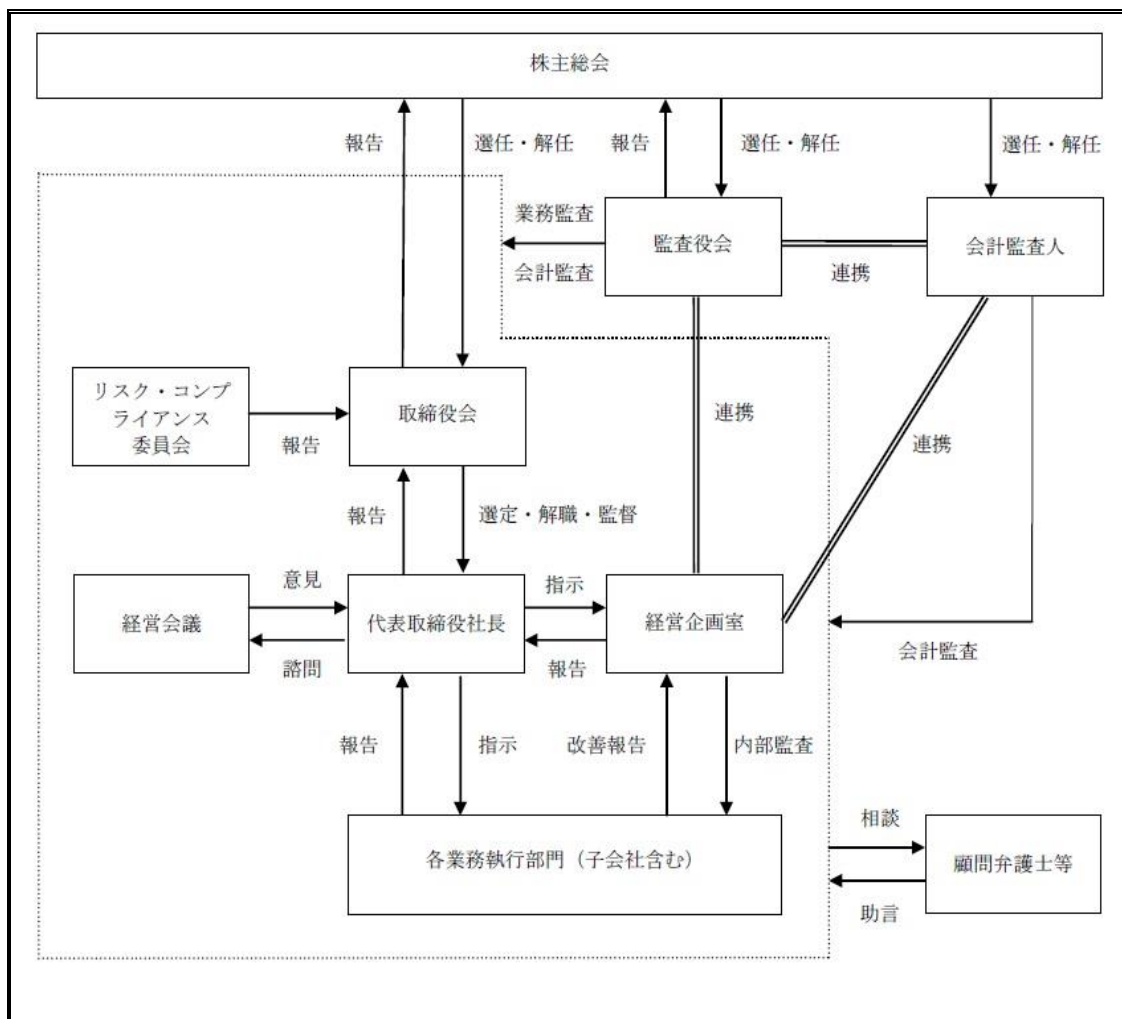 株主総会
報告
選任・解任
報告
選任・解任
選任・解任
業務監査
会計監査
監査役会
連携
会計監査人
リスク・コンプ
ライアンス
委員会
報告
取締役会
連携
連携
報告
選定・解職・監督
経営会議
意見
諮問
代表取締役社長
指示
報告
経営企画室
会計監査
報告
指示
改善報告
内部監査
各業務執行部門（子会社含む）
相談
助言
顧問弁護士等